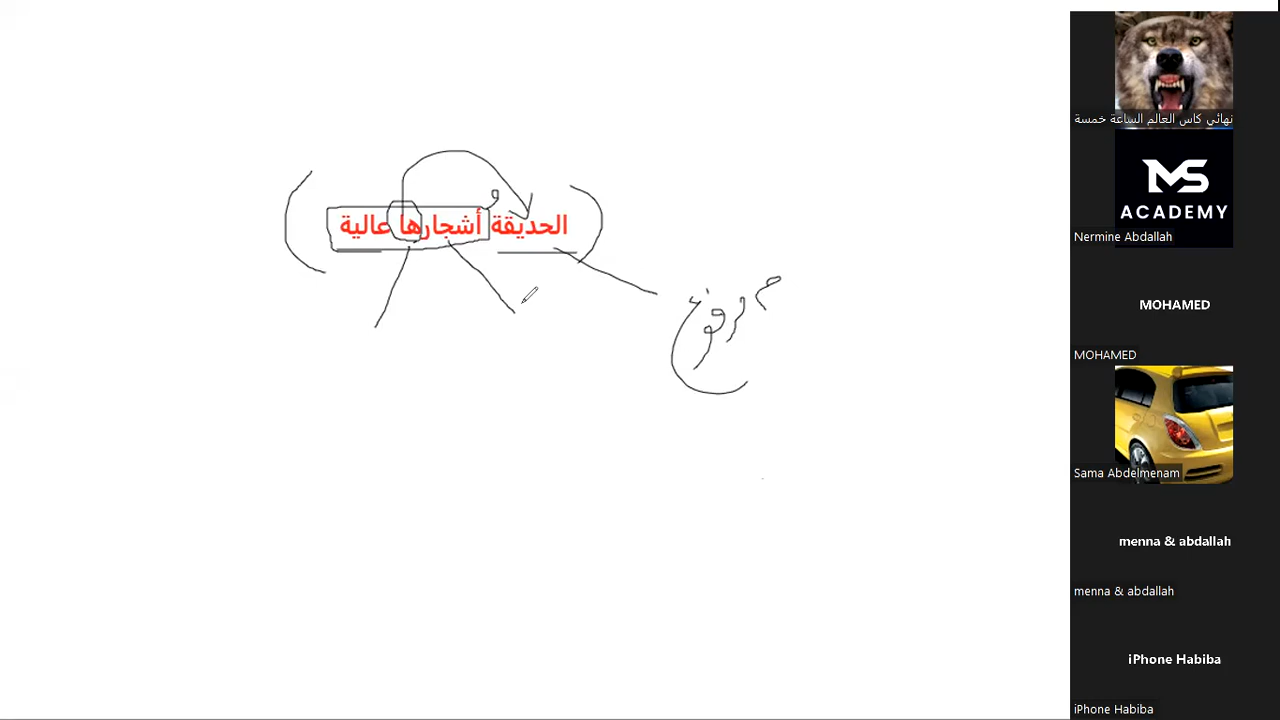 الحديقة أشجارها عالية
و
م مرفوع
نهائي كاس العالم الساعة خمسة
MS
ACADEMY
Nermine Abdallah
MOHAMED
MOHAMED
Sama Abdelmenam
menna & abdallah
menna & abdallah
iPhone Habiba
iPhone Habiba